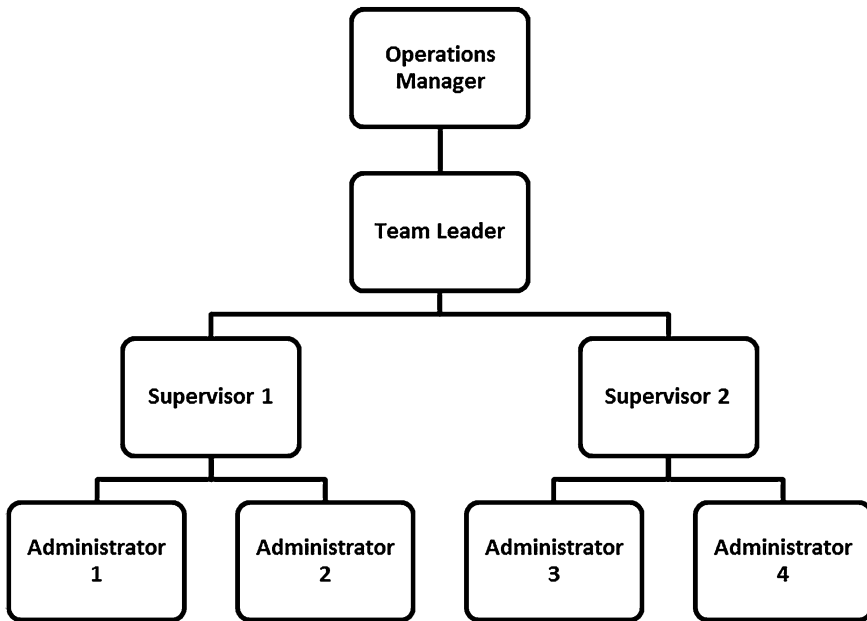 Operations
Manager
Team Leader
Supervisor 1
Supervisor 2
Administrator
1
Administrator
2
Administrator
3
Administrator
4